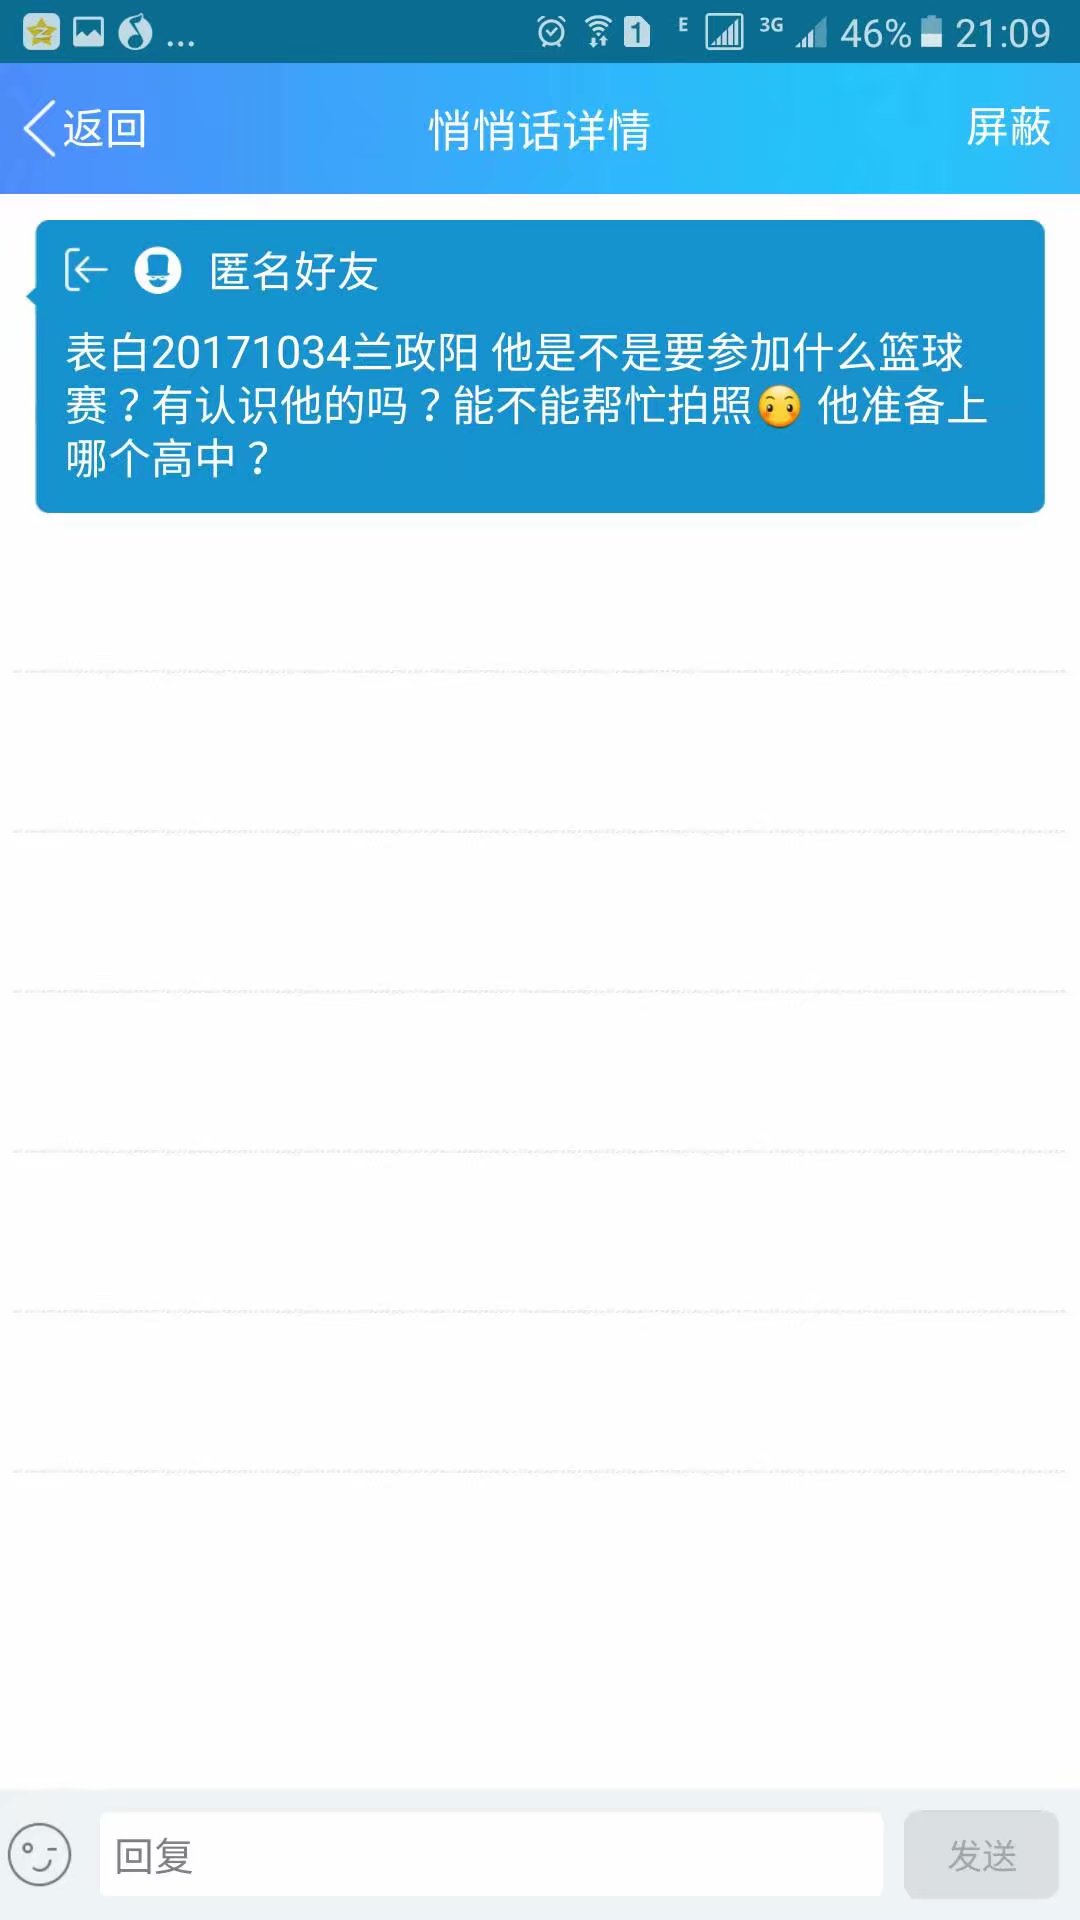 ... 1 E 3G 46% 21:09
返回 悄悄话详情 屏蔽
匿名好友
表白20171034兰政阳 他是不是要参加什么篮球
赛？有认识他的吗？能不能帮忙拍照😶 他准备上
哪个高中？
回复 发送